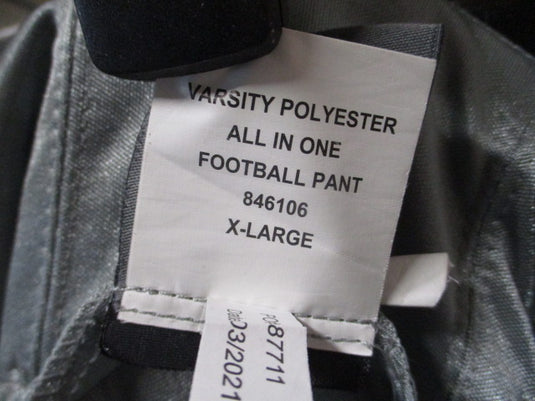 VARSITY POLYESTER
ALL IN ONE
FOOTBALL PANT
846106
X-LARGE
87711
03/2021